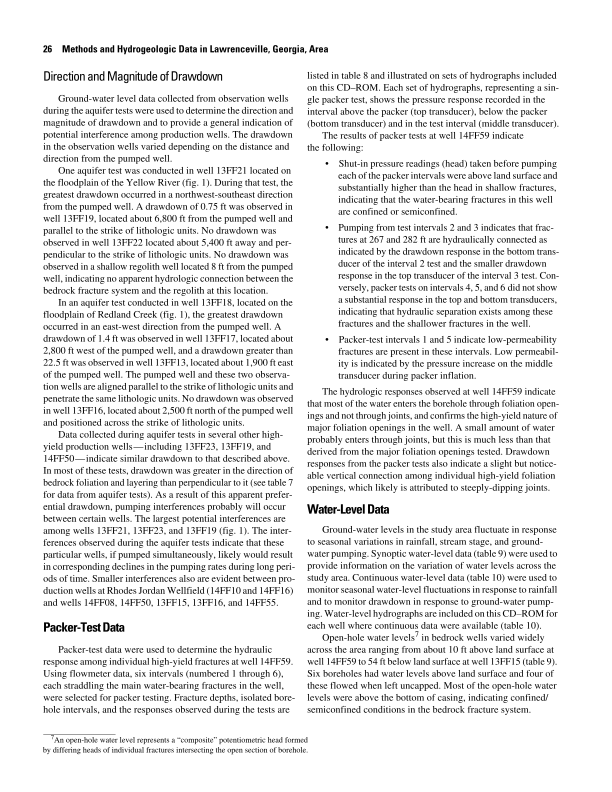 26 Methods and Hydrogeologic Data in Lawrenceville, Georgia, Area
Direction and Magnitude of Drawdown
Ground-water level data collected from observation wells
during the aquifer tests were used to determine the direction and
magnitude of drawdown and to provide a general indication of
potential interference among production wells. The drawdown
in the observation wells varied depending on the distance and
direction from the pumped well.
One aquifer test was conducted in well 13FF21 located on
the floodplain of the Yellow River (fig. 1). During that test, the
greatest drawdown occurred in a northwest-southeast direction
from the pumped well. A drawdown of 0.75 ft was observed in
well 13FF19, located about 6,800 ft from the pumped well and
parallel to the strike of lithologic units. No drawdown was
observed in well 13FF22 located about 5,400 ft away and per-
pendicular to the strike of lithologic units. No drawdown was
observed in a shallow regolith well located 8 ft from the pumped
well, indicating no apparent hydrologic connection between the
bedrock fracture system and the regolith at this location.
In an aquifer test conducted in well 13FF18, located on the
floodplain of Redland Creek (fig. 1), the greatest drawdown
occurred in an east-west direction from the pumped well. A
drawdown of 1.4 ft was observed in well 13FF17, located about
2,800 ft west of the pumped well, and a drawdown greater than
22.5 ft was observed in well 13FF13, located about 1,900 ft east
of the pumped well. The pumped well and these two observa-
tion wells are aligned parallel to the strike of lithologic units and
penetrate the same lithologic units. No drawdown was observed
in well 13FF16, located about 2,500 ft north of the pumped well
and positioned across the strike of lithologic units.
Data collected during aquifer tests in several other high-
yield production wells—including 13FF23, 13FF19, and
14FF50—indicate similar drawdown to that described above.
In most of these tests, drawdown was greater in the direction of
bedrock foliation and layering than perpendicular to it (see table 7
for data from aquifer tests). As a result of this apparent prefer-
ential drawdown, pumping interferences probably will occur
between certain wells. The largest potential interferences are
among wells 13FF21, 13FF23, and 13FF19 (fig. 1). The inter-
ferences observed during the aquifer tests indicate that these
particular wells, if pumped simultaneously, likely would result
in corresponding declines in the pumping rates during long peri-
ods of time. Smaller interferences also are evident between pro-
duction wells at Rhodes Jordan Wellfield (14FF10 and 14FF16)
and wells 14FF08, 14FF50, 13FF15, 13FF16, and 14FF55.
Packer-Test Data
Packer-test data were used to determine the hydraulic
response among individual high-yield fractures at well 14FF59.
Using flowmeter data, six intervals (numbered 1 through 6),
each straddling the main water-bearing fractures in the well,
were selected for packer testing. Fracture depths, isolated bore-
hole intervals, and the responses observed during the tests are
listed in table 8 and illustrated on sets of hydrographs included
on this CD–ROM. Each set of hydrographs, representing a sin-
gle packer test, shows the pressure response recorded in the
interval above the packer (top transducer), below the packer
(bottom transducer) and in the test interval (middle transducer).
The results of packer tests at well 14FF59 indicate
the following:
• Shut-in pressure readings (head) taken before pumping
each of the packer intervals were above land surface and
substantially higher than the head in shallow fractures,
indicating that the water-bearing fractures in this well
are confined or semiconfined.
• Pumping from test intervals 2 and 3 indicates that frac-
tures at 267 and 282 ft are hydraulically connected as
indicated by the drawdown response in the bottom trans-
ducer of the interval 2 test and the smaller drawdown
response in the top transducer of the interval 3 test. Con-
versely, packer tests on intervals 4, 5, and 6 did not show
a substantial response in the top and bottom transducers,
indicating that hydraulic separation exists among these
fractures and the shallower fractures in the well.
• Packer-test intervals 1 and 5 indicate low-permeability
fractures are present in these intervals. Low permeabil-
ity is indicated by the pressure increase on the middle
transducer during packer inflation.
The hydrologic responses observed at well 14FF59 indicate
that most of the water enters the borehole through foliation open-
ings and not through joints, and confirms the high-yield nature of
major foliation openings in the well. A small amount of water
probably enters through joints, but this is much less than that
derived from the major foliation openings tested. Drawdown
responses from the packer tests also indicate a slight but notice-
able vertical connection among individual high-yield foliation
openings, which likely is attributed to steeply-dipping joints.
Water-Level Data
Ground-water levels in the study area fluctuate in response
to seasonal variations in rainfall, stream stage, and ground-
water pumping. Synoptic water-level data (table 9) were used to
provide information on the variation of water levels across the
study area. Continuous water-level data (table 10) were used to
monitor seasonal water-level fluctuations in response to rainfall
and to monitor drawdown in response to ground-water pump-
ing. Water-level hydrographs are included on this CD-ROM for
each well where continuous data were available (table 10).
Open-hole water levels7 in bedrock wells varied widely
across the area ranging from about 10 ft above land surface at
well 14FF59 to 54 ft below land surface at well 13FF15 (table 9).
Six boreholes had water levels above land surface and four of
these flowed when left uncapped. Most of the open-hole water
levels were above the bottom of casing, indicating confined/
semiconfined conditions in the bedrock fracture system.
7An open-hole water level represents a “composite” potentiometric head formed
by differing heads of individual fractures intersecting the open section of borehole.